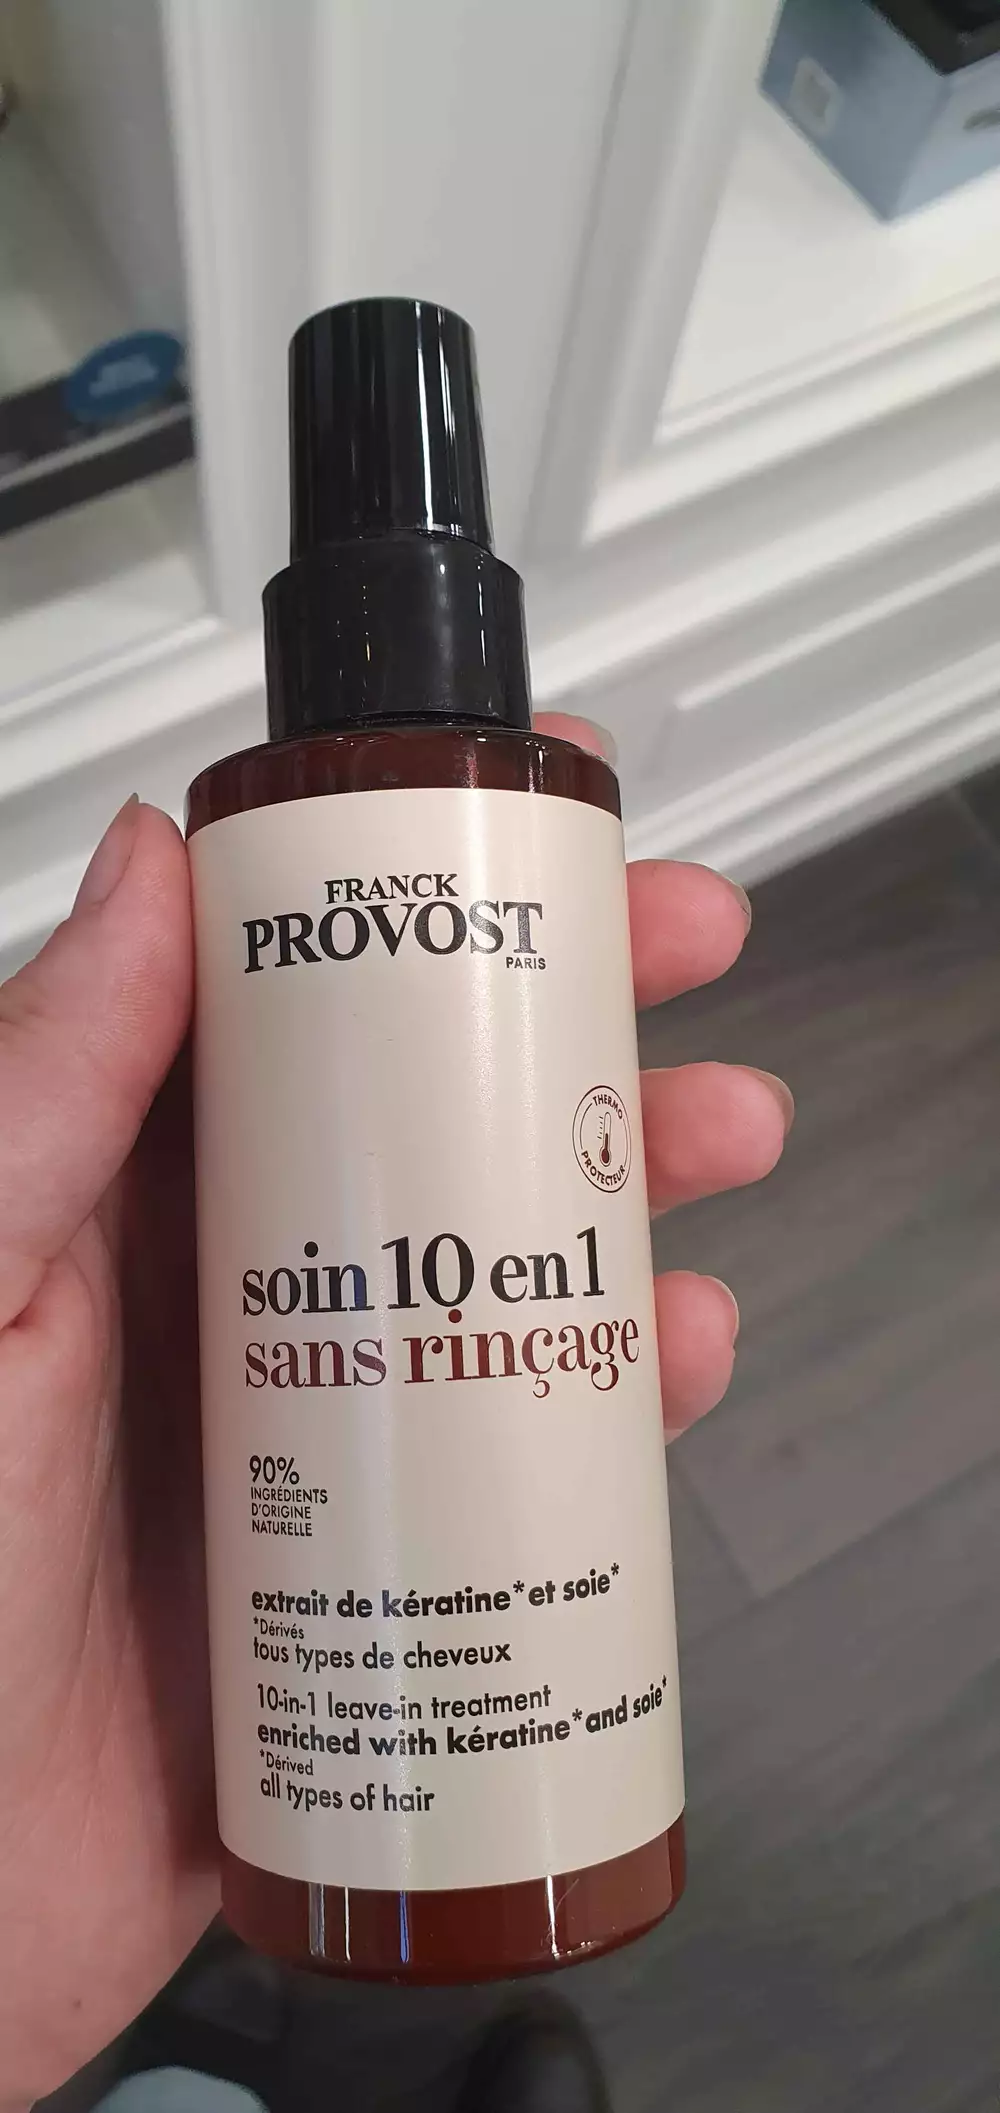 FRANCK
PROVOST
PARIS
THERMO
PROTECTEUR
soin 10 en 1
sans rinçage
90%
INGRÉDIENTS
D'ORIGINE
NATURELLE
extrait de kératine* et soie*
*Dérivés
tous types de cheveux
10-in-1 leave-in treatment
enriched with kératine* and soie*
*Dérived
all types of hair